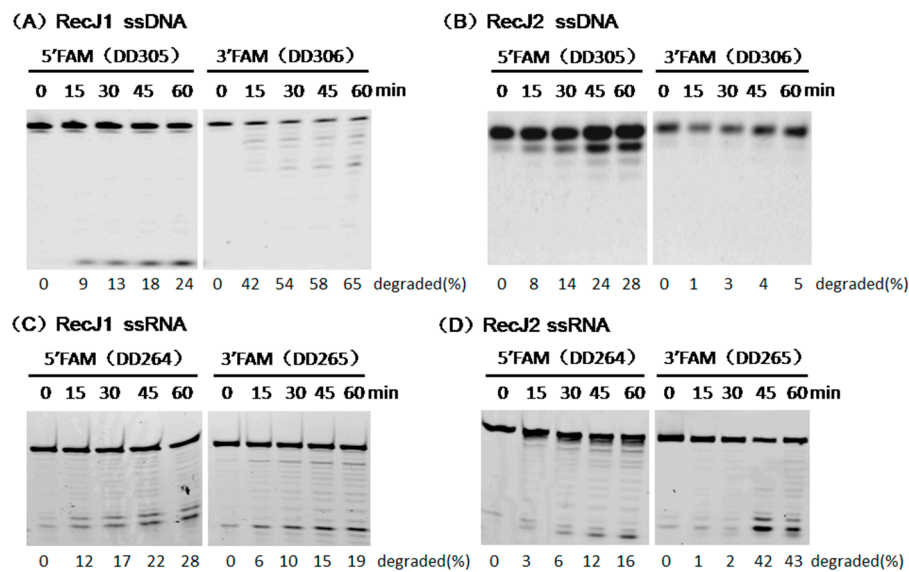 (A) RecJ1 ssDNA
5′FAM (DD305) 3′FAM (DD306)
0 15 30 45 60 0 15 30 45 60 min
0 9 13 18 24 0 42 54 58 65 degraded(%)
(B) RecJ2 ssDNA
5′FAM (DD305) 3′FAM (DD306)
0 15 30 45 60 0 15 30 45 60 min
0 8 14 24 28 0 1 3 4 5 degraded(%)
(C) RecJ1 ssRNA
5′FAM (DD264) 3′FAM (DD265)
0 15 30 45 60 0 15 30 45 60 min
0 12 17 22 28 0 6 10 15 19 degraded(%)
(D) RecJ2 ssRNA
5′FAM (DD264) 3′FAM (DD265)
0 15 30 45 60 0 15 30 45 60 min
0 3 6 12 16 0 1 2 42 43 degraded(%)